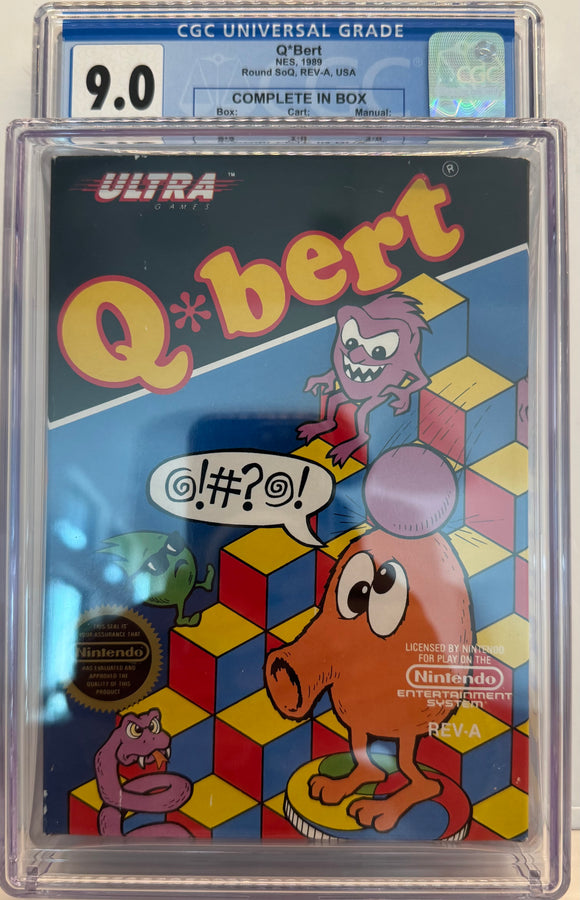 CGC UNIVERSAL GRADE
9.0
Q*Bert
NES, 1989
Round SoQ, REV-A, USA
CGC
COMPLETE IN BOX
Box: Cart: Manual:
ULTRA™
GAMES
Q*bert®
@!#?@!
THIS SEAL IS
YOUR ASSURANCE THAT
Nintendo
HAS EVALUATED AND
APPROVED THE
QUALITY OF THIS
PRODUCT
LICENSED BY NINTENDO
FOR PLAY ON THE
Nintendo
ENTERTAINMENT
SYSTEM
REV-A